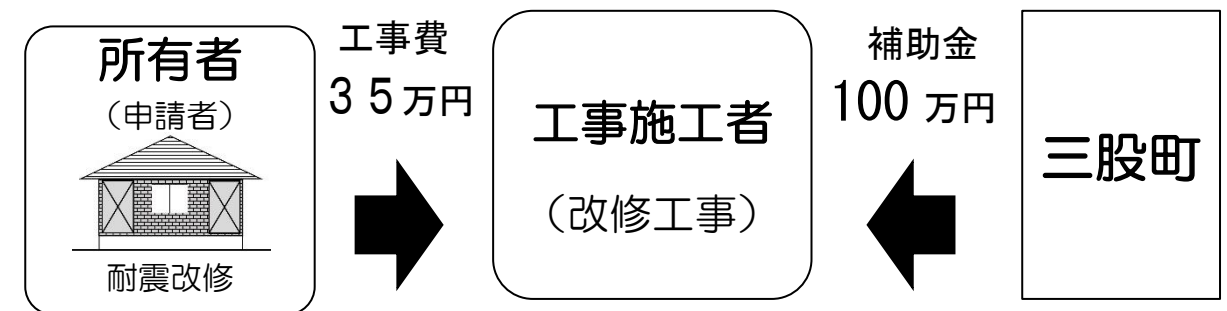 所有者
（申請者）
耐震改修
工事費
３５万円
工事施工者
（改修工事）
補助金
100 万円
三股町